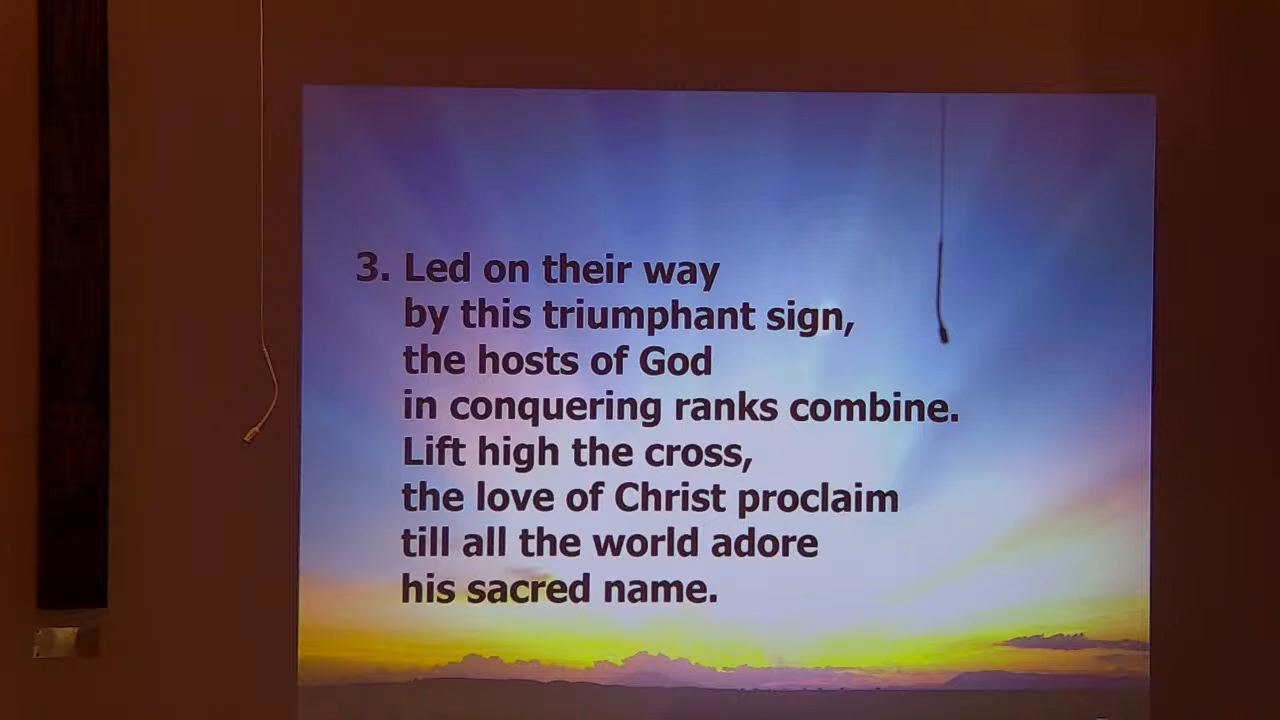 3. Led on their way
by this triumphant sign,
the hosts of God
in conquering ranks combine.
Lift high the cross,
the love of Christ proclaim
till all the world adore
his sacred name.